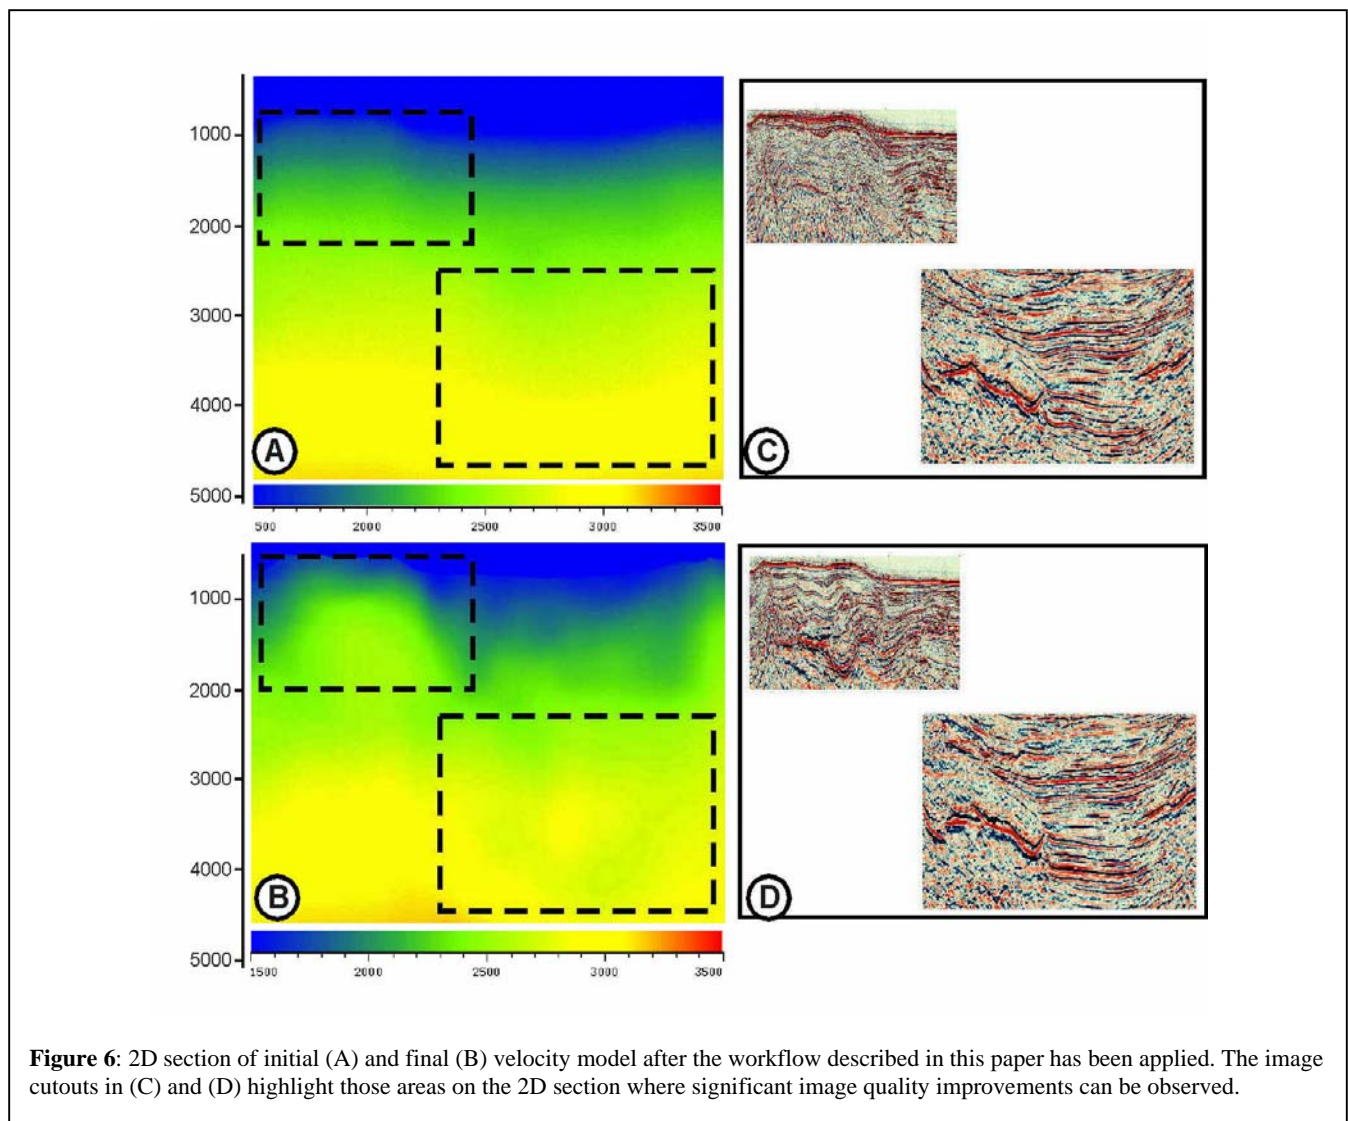 1000
2000
3000
4000
5000
A
C
500 2000 2500 3000 3500
1000
2000
3000
4000
5000
B
D
1500 2000 2500 3000 3500
Figure 6: 2D section of initial (A) and final (B) velocity model after the workflow described in this paper has been applied. The image
cutouts in (C) and (D) highlight those areas on the 2D section where significant image quality improvements can be observed.